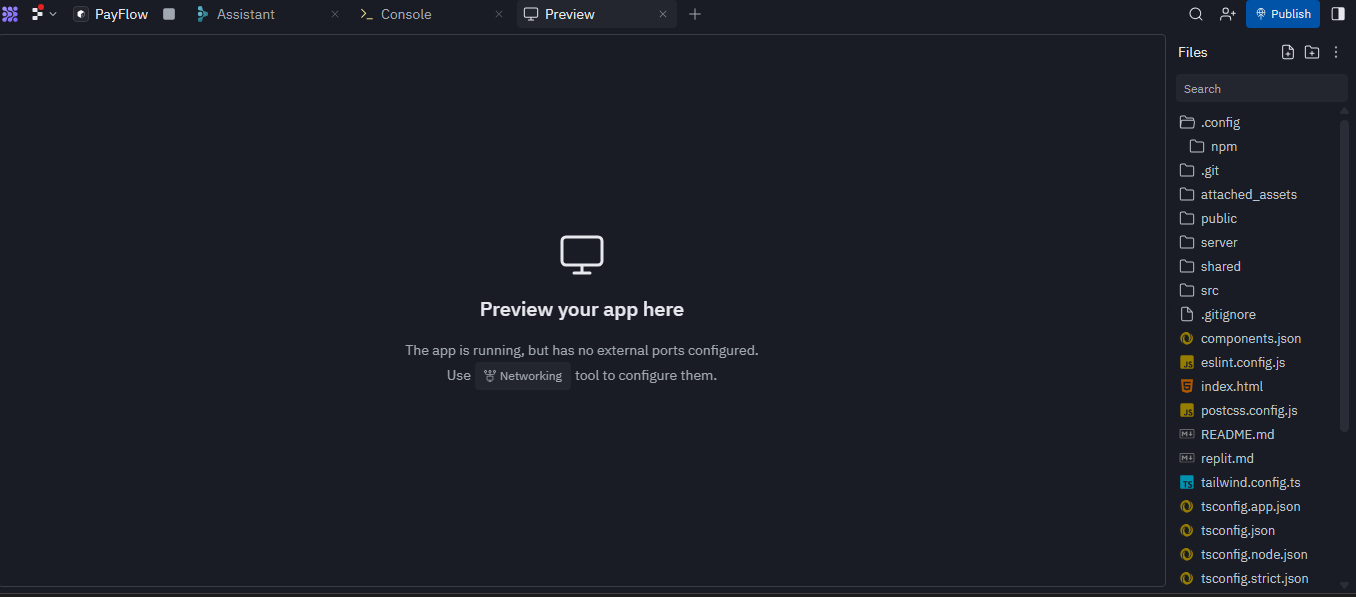 PayFlow
Assistant
Console
Preview
Publish
Preview your app here
The app is running, but has no external ports configured.
Use Networking tool to configure them.
Files
Search
.config
npm
.git
attached_assets
public
server
shared
src
.gitignore
components.json
JS eslint.config.js
index.html
JS postcss.config.js
M README.md
M replit.md
TS tailwind.config.ts
tsconfig.app.json
tsconfig.json
tsconfig.node.json
tsconfig.strict.json